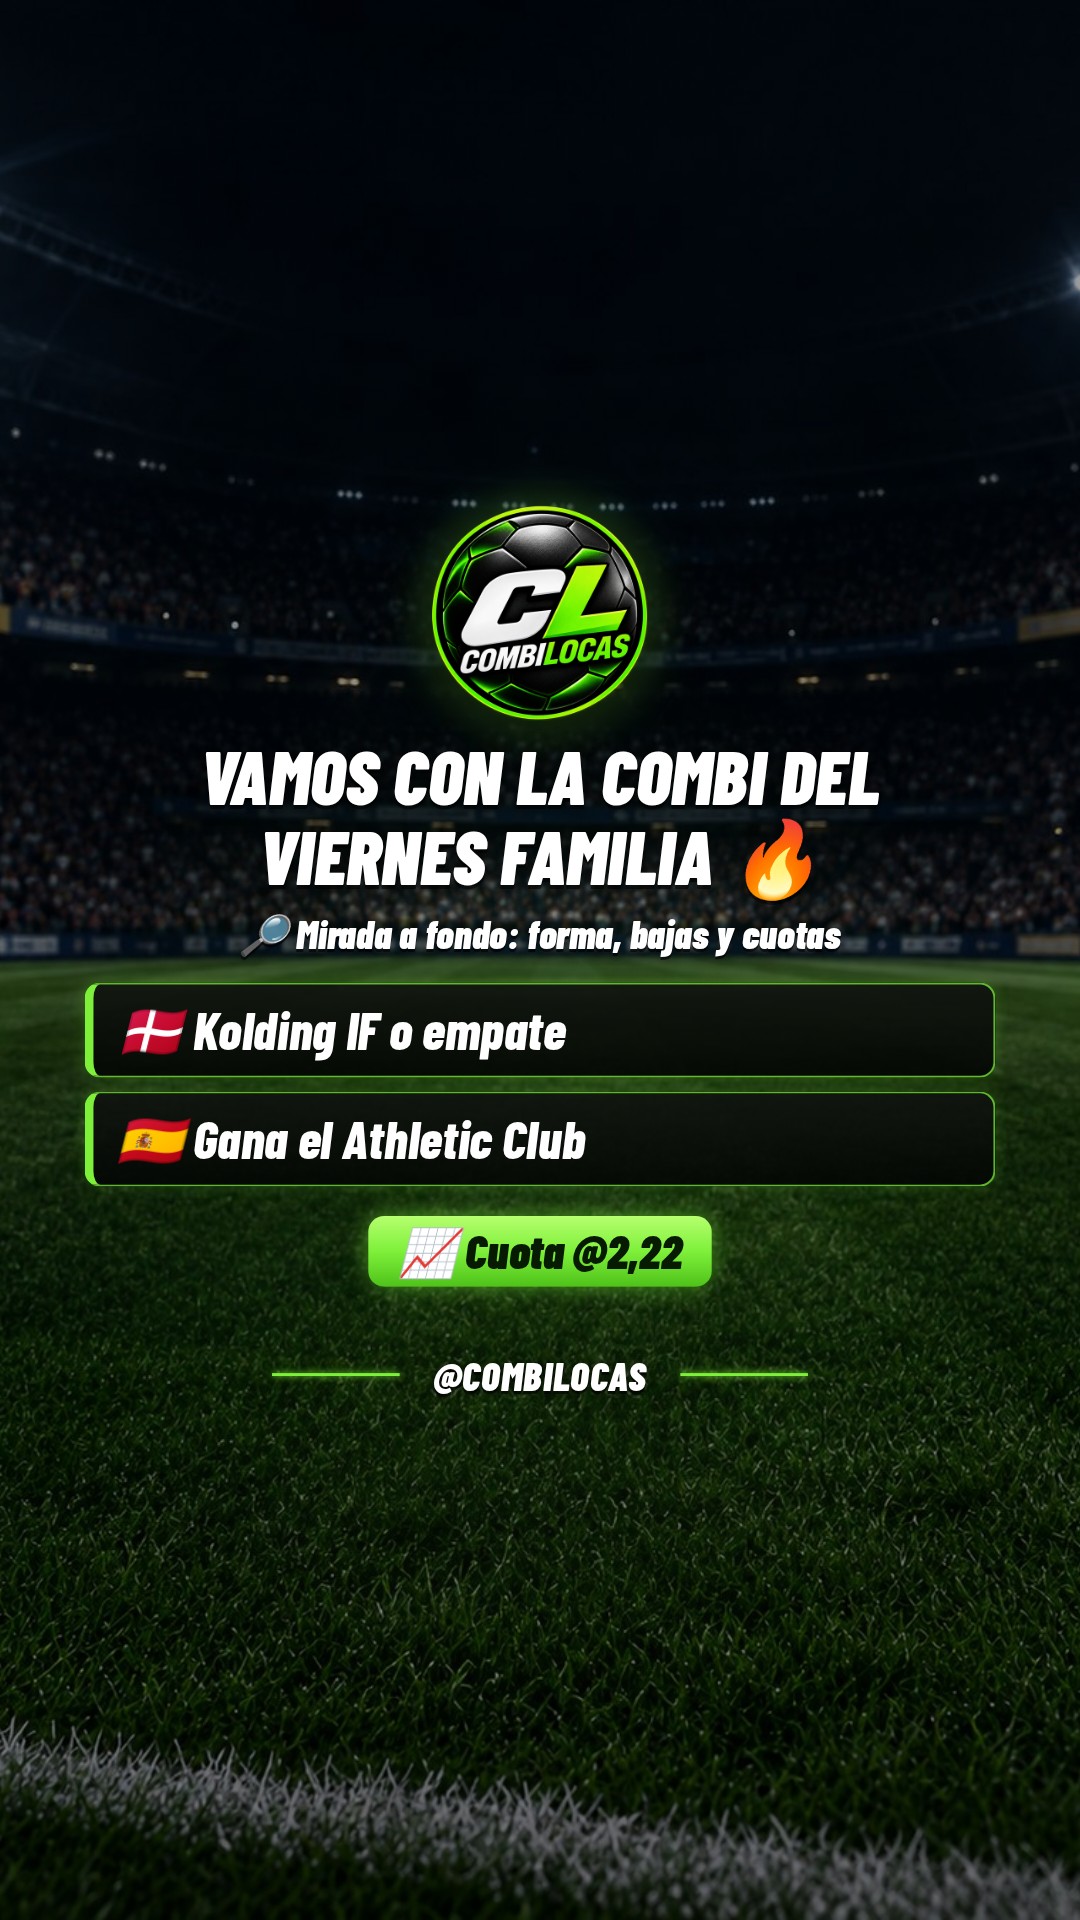 CL
COMBILOCAS
VAMOS CON LA COMBI DEL
VIERNES FAMILIA 🔥
🔎 Mirada a fondo: forma, bajas y cuotas
🇩🇰 Kolding IF o empate
🇪🇸 Gana el Athletic Club
📈 Cuota @2,22
@COMBILOCAS